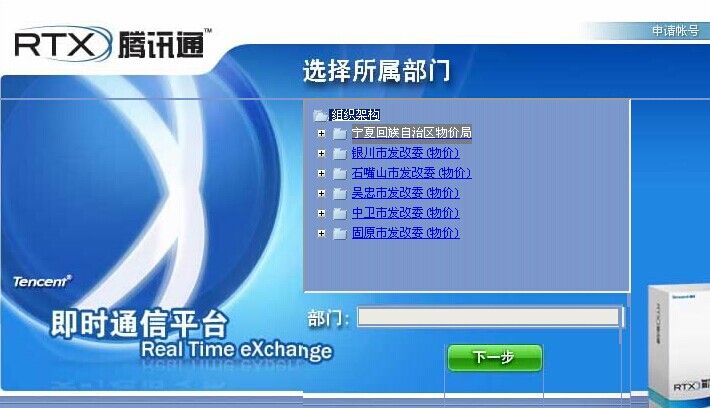 申请帐号
RTX 腾讯通™
选择所属部门
组织架构
宁夏回族自治区物价局
银川市发改委(物价)
石嘴山市发改委(物价)
吴忠市发改委(物价)
中卫市发改委(物价)
固原市发改委(物价)
Tencent®
即时通信平台
Real Time eXchange
部门:
下一步
Tencent
RTX